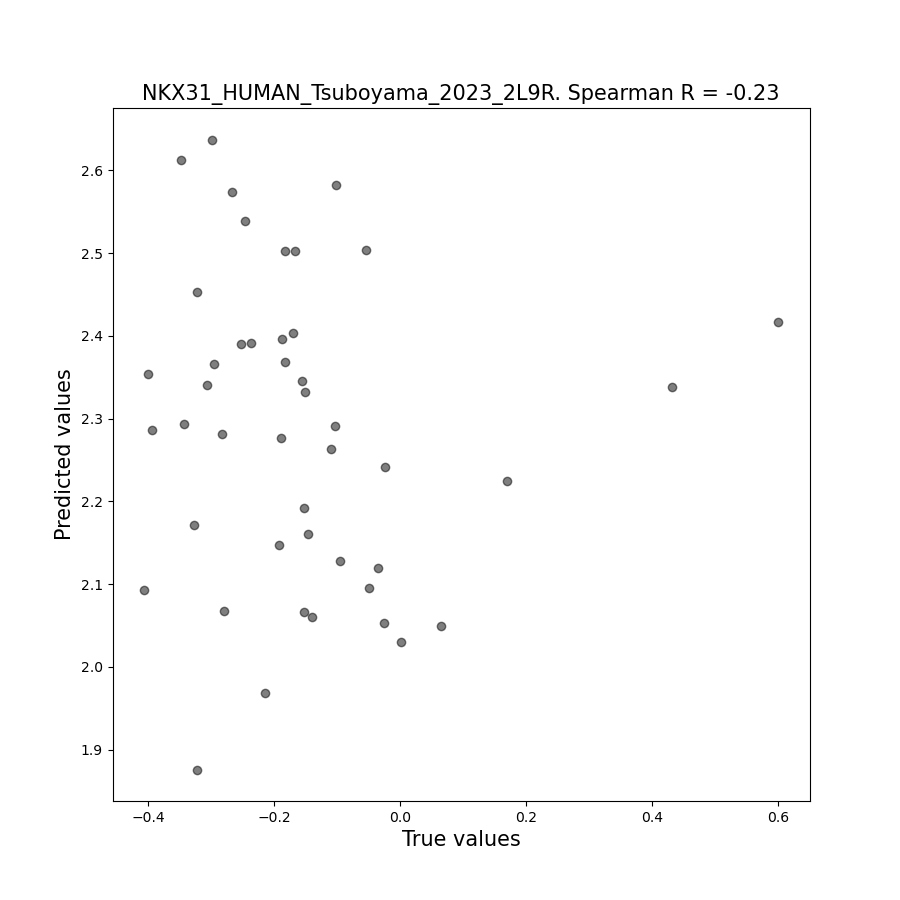 NKX31_HUMAN_Tsuboyama_2023_2L9R. Spearman R = -0.23
2.6
2.5
2.4
2.3
2.2
2.1
2.0
1.9
Predicted values
−0.4 −0.2 0.0 0.2 0.4 0.6
True values